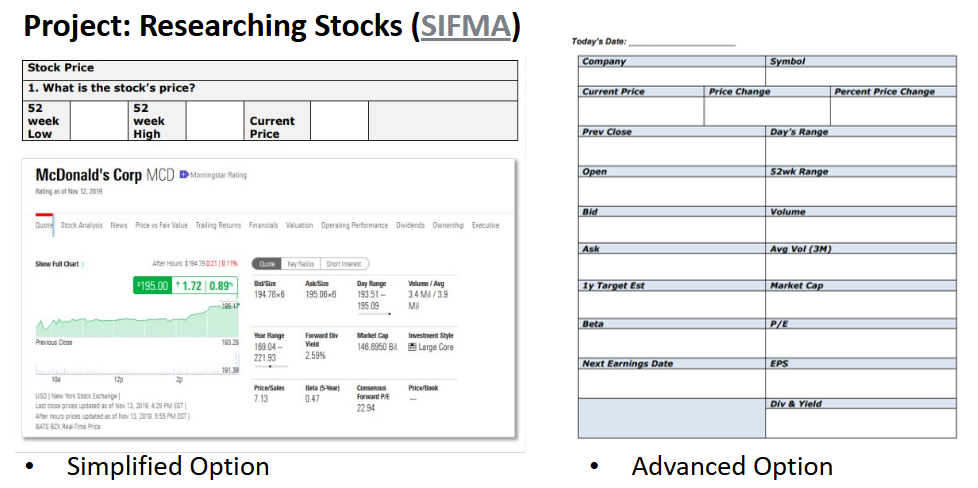 Project: Researching Stocks (SIFMA)
Stock Price
1. What is the stock's price?
52 week Low
52 week High
Current Price
McDonald's Corp MCD Morningstar Rating
Rating as of Nov 12, 2019
Quote Stock Analysis News Price vs Fair Value Trailing Returns Financials Valuation Operating Performance Dividends Ownership Executive
Show Full Chart
After Hours: $194.79 0.21 | 0.11%
$195.00 ↑ 1.72 | 0.89%
195.17
Previous Close 193.28
191.39
10a 12p 2p
USD | New York Stock Exchange |
Last close prices updated as of Nov 13, 2019, 4:25 PM EST |
After hours prices updated as of Nov 13, 2019, 5:55 PM EST |
BATS BZX Real-Time Price
Quote Key Ratios Short Interest
Bid/Size Ask/Size Day Range Volume / Avg
194.78×6 195.06×6 193.51 – 195.09 3.4 Mil / 3.9 Mil
Year Range Forward Div Yield Market Cap Investment Style
169.04 – 221.93 2.59% 146.6950 Bil Large Core
Price/Sales Beta (5-Year) Consensus Forward P/E Price/Book
7.13 0.47 22.94 —
• Simplified Option
Today's Date:
Company Symbol
Current Price Price Change Percent Price Change
Prev Close Day's Range
Open 52wk Range
Bid Volume
Ask Avg Vol (3M)
1y Target Est Market Cap
Beta P/E
Next Earnings Date EPS
Div & Yield
• Advanced Option